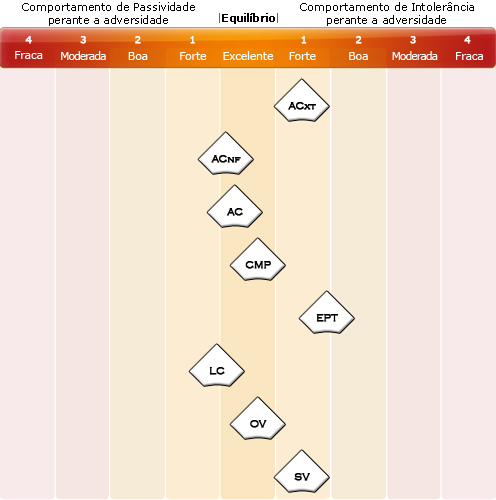 Comportamento de Passividade
perante a adversidade
|Equilíbrio|
Comportamento de Intolerância
perante a adversidade
4 3 2 1 1 2 3 4
Fraca Moderada Boa Forte Excelente Forte Boa Moderada Fraca
ACXT
ACNF
AC
CMP
EPT
LC
OV
SV